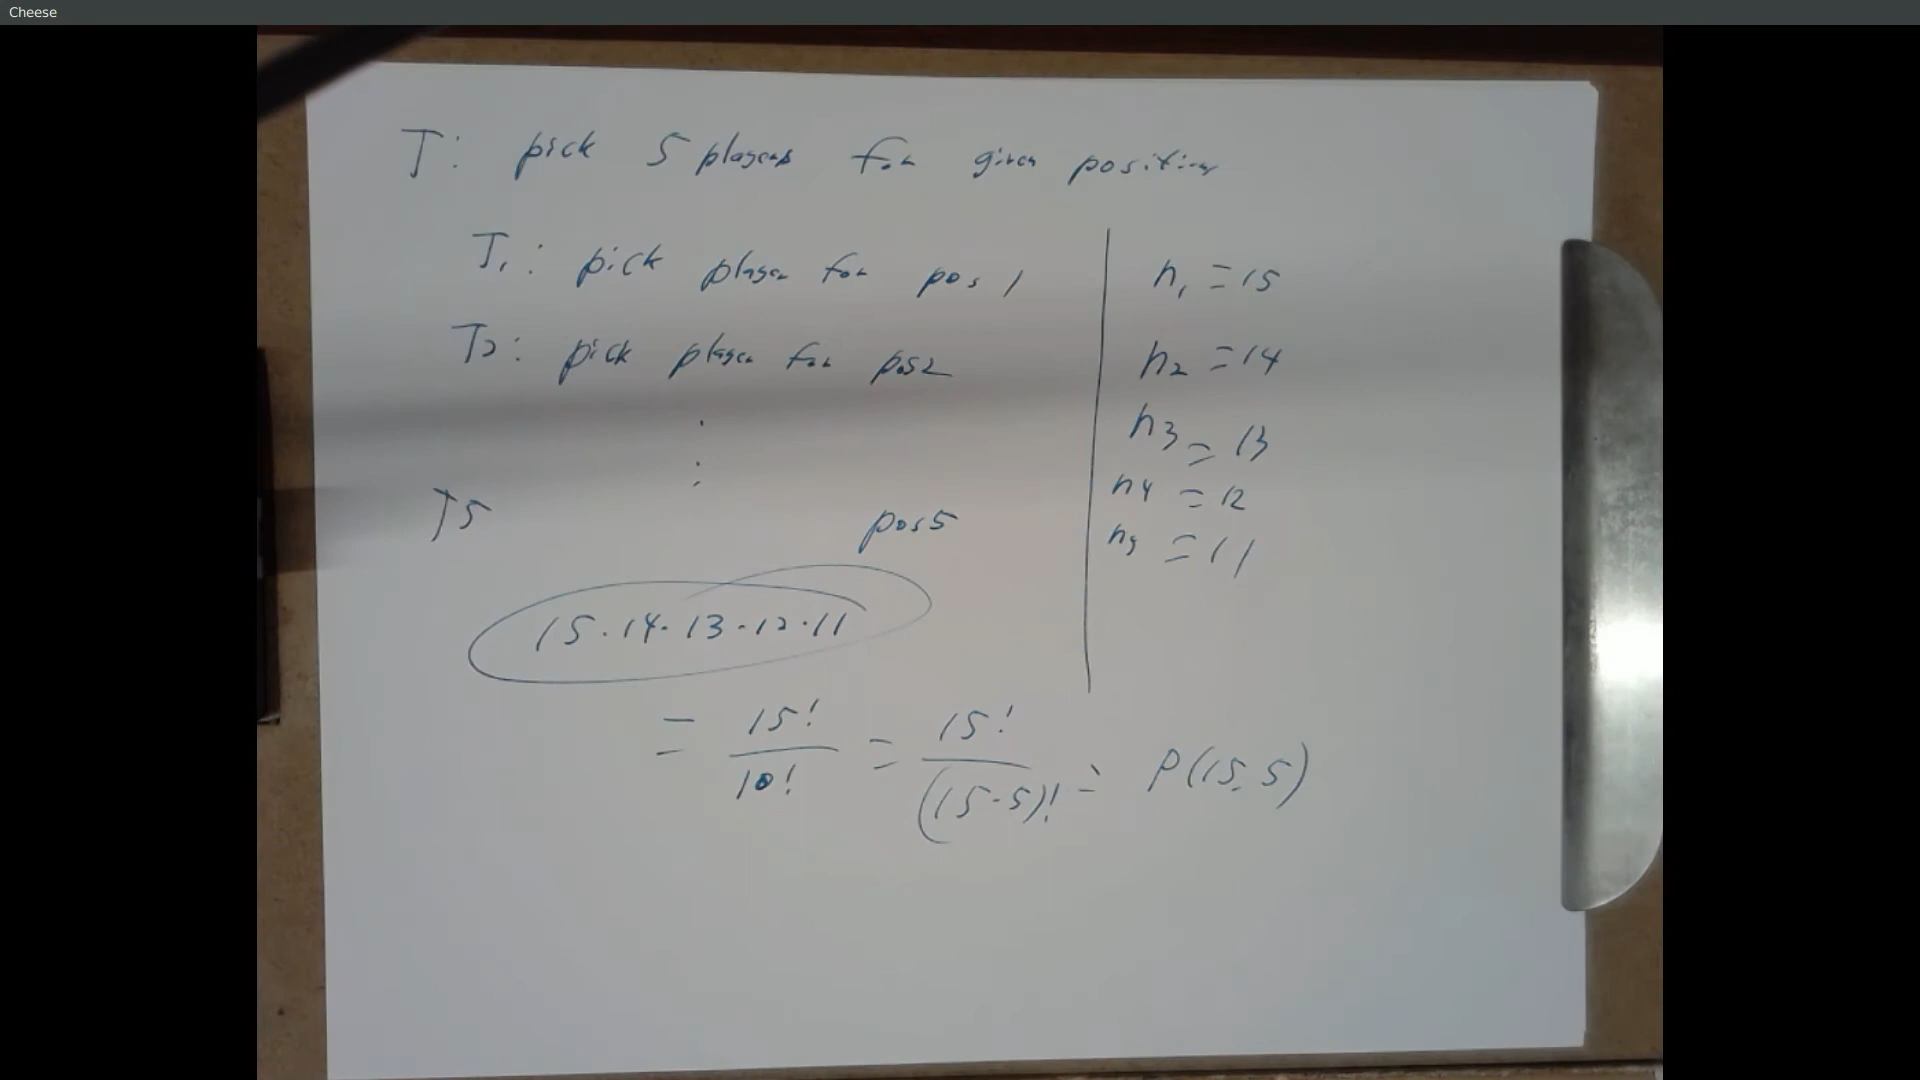 Cheese
T: pick 5 players for given positions
T1: pick player for pos 1
n1 = 15
T2: pick player for pos2
n2 = 14
⋮
n3 = 13
n4 = 12
T5 pos5
n5 = 11
15·14·13·12·11
= 15!/10! = 15!/(15-5)! = P(15,5)